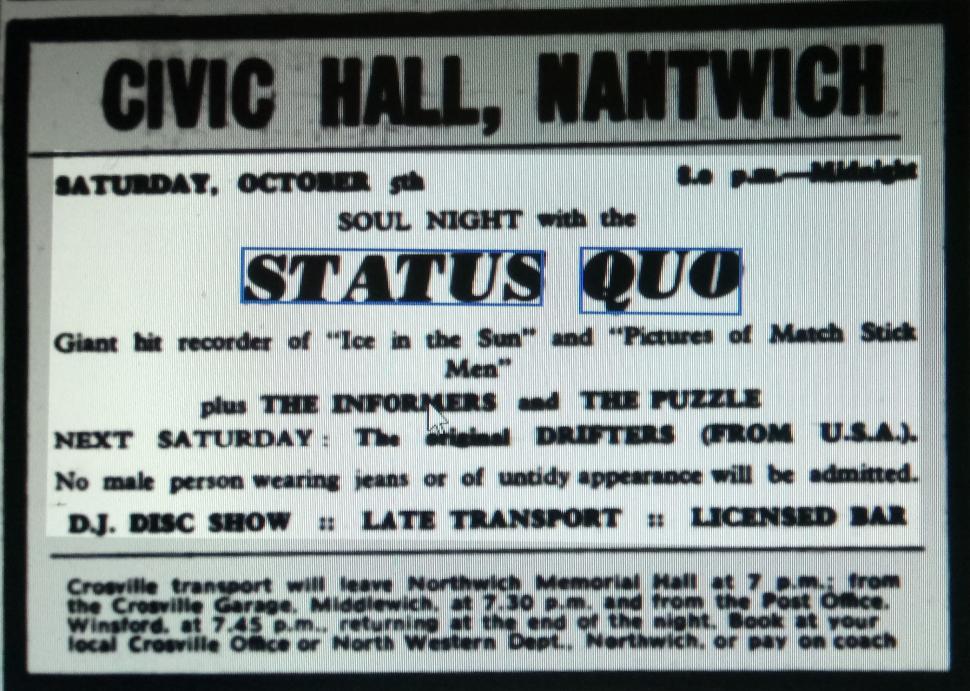 CIVIC HALL, NANTWICH
SATURDAY, OCTOBER 5th 8.0 p.m.—Midnight
SOUL NIGHT with the
STATUS QUO
Giant hit recorder of "Ice in the Sun" and "Pictures of Match Stick
Men"
plus THE INFORMERS and THE PUZZLE
NEXT SATURDAY: The original DRIFTERS (FROM U.S.A.).
No male person wearing jeans or of untidy appearance will be admitted.
D.J. DISC SHOW :: LATE TRANSPORT :: LICENSED BAR
Crosville transport will leave Northwich Memorial Hall at 7 p.m.; from
the Crosville Garage, Middlewich, at 7.30 p.m. and from the Post Office,
Winsford, at 7.45 p.m., returning at the end of the night. Book at your
local Crosville Office or North Western Dept., Northwich, or pay on coach